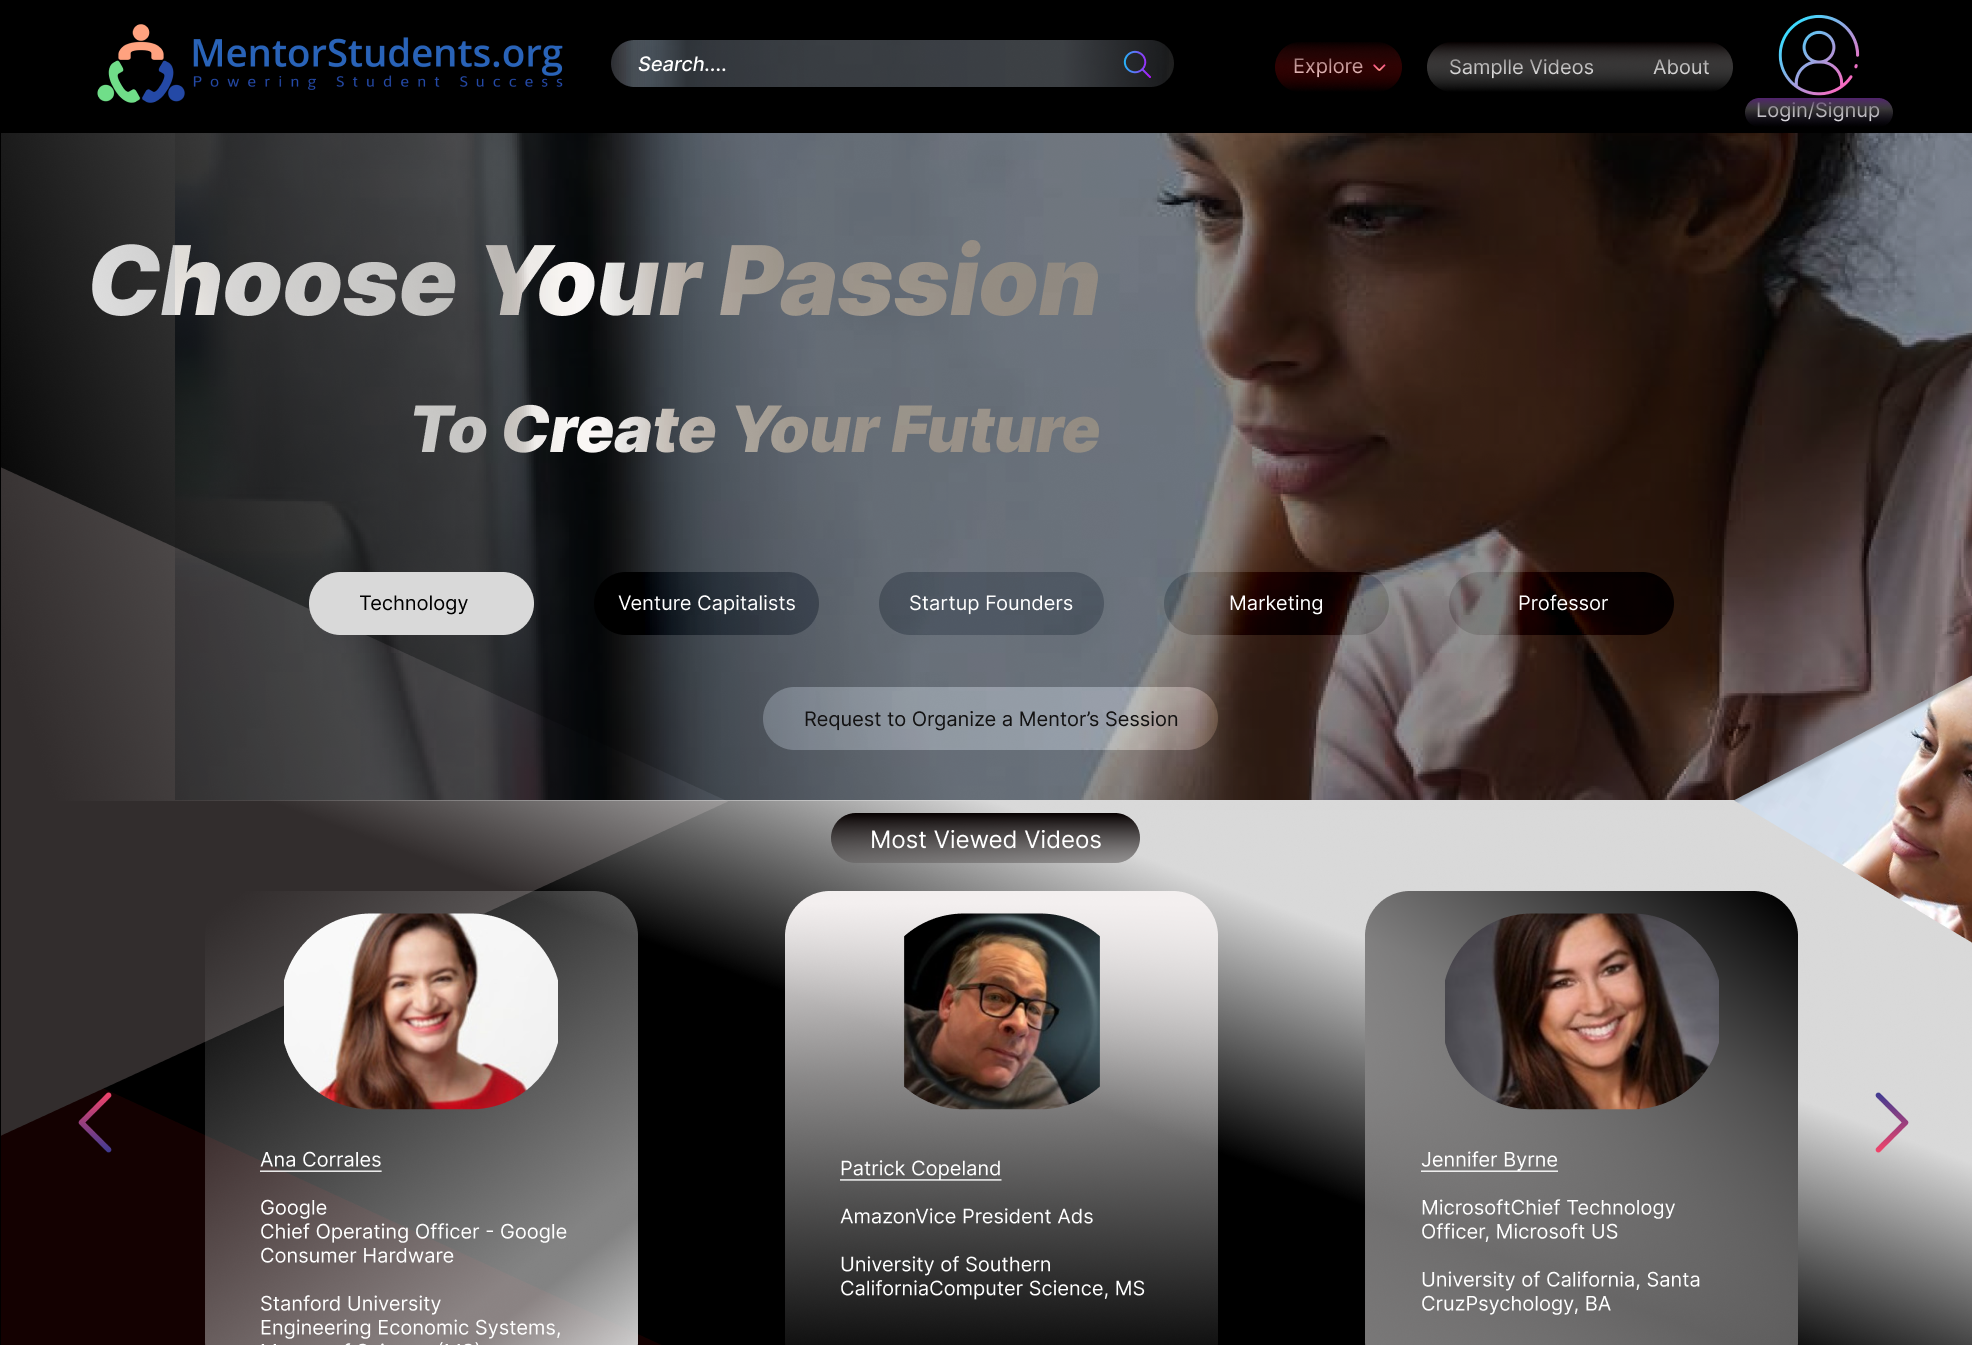 MentorStudents.org
Powering Student Success
Search....
Explore
Samplle Videos
About
Login/Signup
Choose Your Passion
To Create Your Future
Technology
Venture Capitalists
Startup Founders
Marketing
Professor
Request to Organize a Mentor’s Session
Most Viewed Videos
Ana Corrales
Google
Chief Operating Officer - Google
Consumer Hardware
Stanford University
Engineering Economic Systems,
Patrick Copeland
AmazonVice President Ads
University of Southern
CaliforniaComputer Science, MS
Jennifer Byrne
MicrosoftChief Technology
Officer, Microsoft US
University of California, Santa
CruzPsychology, BA